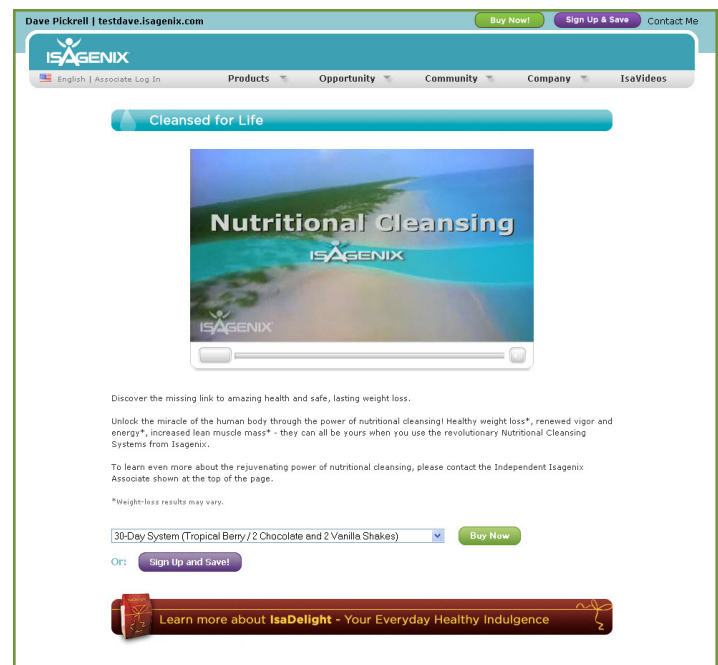 Dave Pickrell | testdave.isagenix.com
Buy Now!
Sign Up & Save
Contact Me
ISAGENIX
English | Associate Log In
Products
Opportunity
Community
Company
IsaVideos
Cleansed for Life
Nutritional Cleansing
ISAGENIX
ISAGENIX
Discover the missing link to amazing health and safe, lasting weight loss.
Unlock the miracle of the human body through the power of nutritional cleansing! Healthy weight loss*, renewed vigor and
energy*, increased lean muscle mass* - they can all be yours when you use the revolutionary Nutritional Cleansing
Systems from Isagenix.
To learn even more about the rejuvenating power of nutritional cleansing, please contact the Independent Isagenix
Associate shown at the top of the page.
*Weight-loss results may vary.
30-Day System (Tropical Berry / 2 Chocolate and 2 Vanilla Shakes)
Buy Now
Or:
Sign Up and Save!
Learn more about IsaDelight - Your Everyday Healthy Indulgence